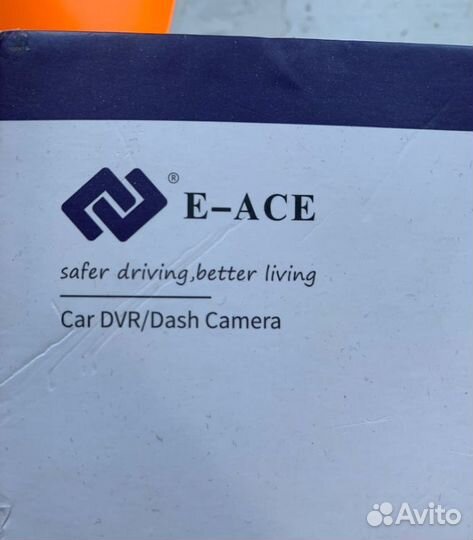 ® E-ACE
safer driving,better living
Car DVR/Dash Camera
Avito